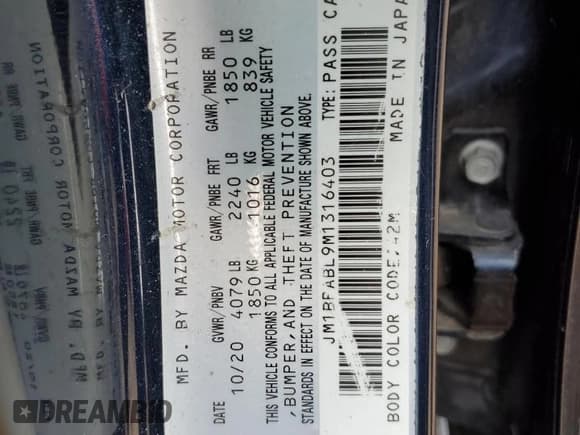 MFD. BY MAZDA MOTOR CORPORATION
GVWR/PNBV GAWR/PNBE FRT GAWR/PNBE RR
DATE 10/20 4079 LB 2240 LB 1850 LB
1850 KG 1016 KG 839 KG
THIS VEHICLE CONFORMS TO ALL APPLICABLE FEDERAL MOTOR VEHICLE SAFETY
,BUMPER,AND THEFT PREVENTION
STANDARDS IN EFFECT ON THE DATE OF MANUFACTURE SHOWN ABOVE.
JM1BFABL9M1316403 TYPE: PASS CA
BODY COLOR CODE:42M MADE IN JAPA
DREAMBID